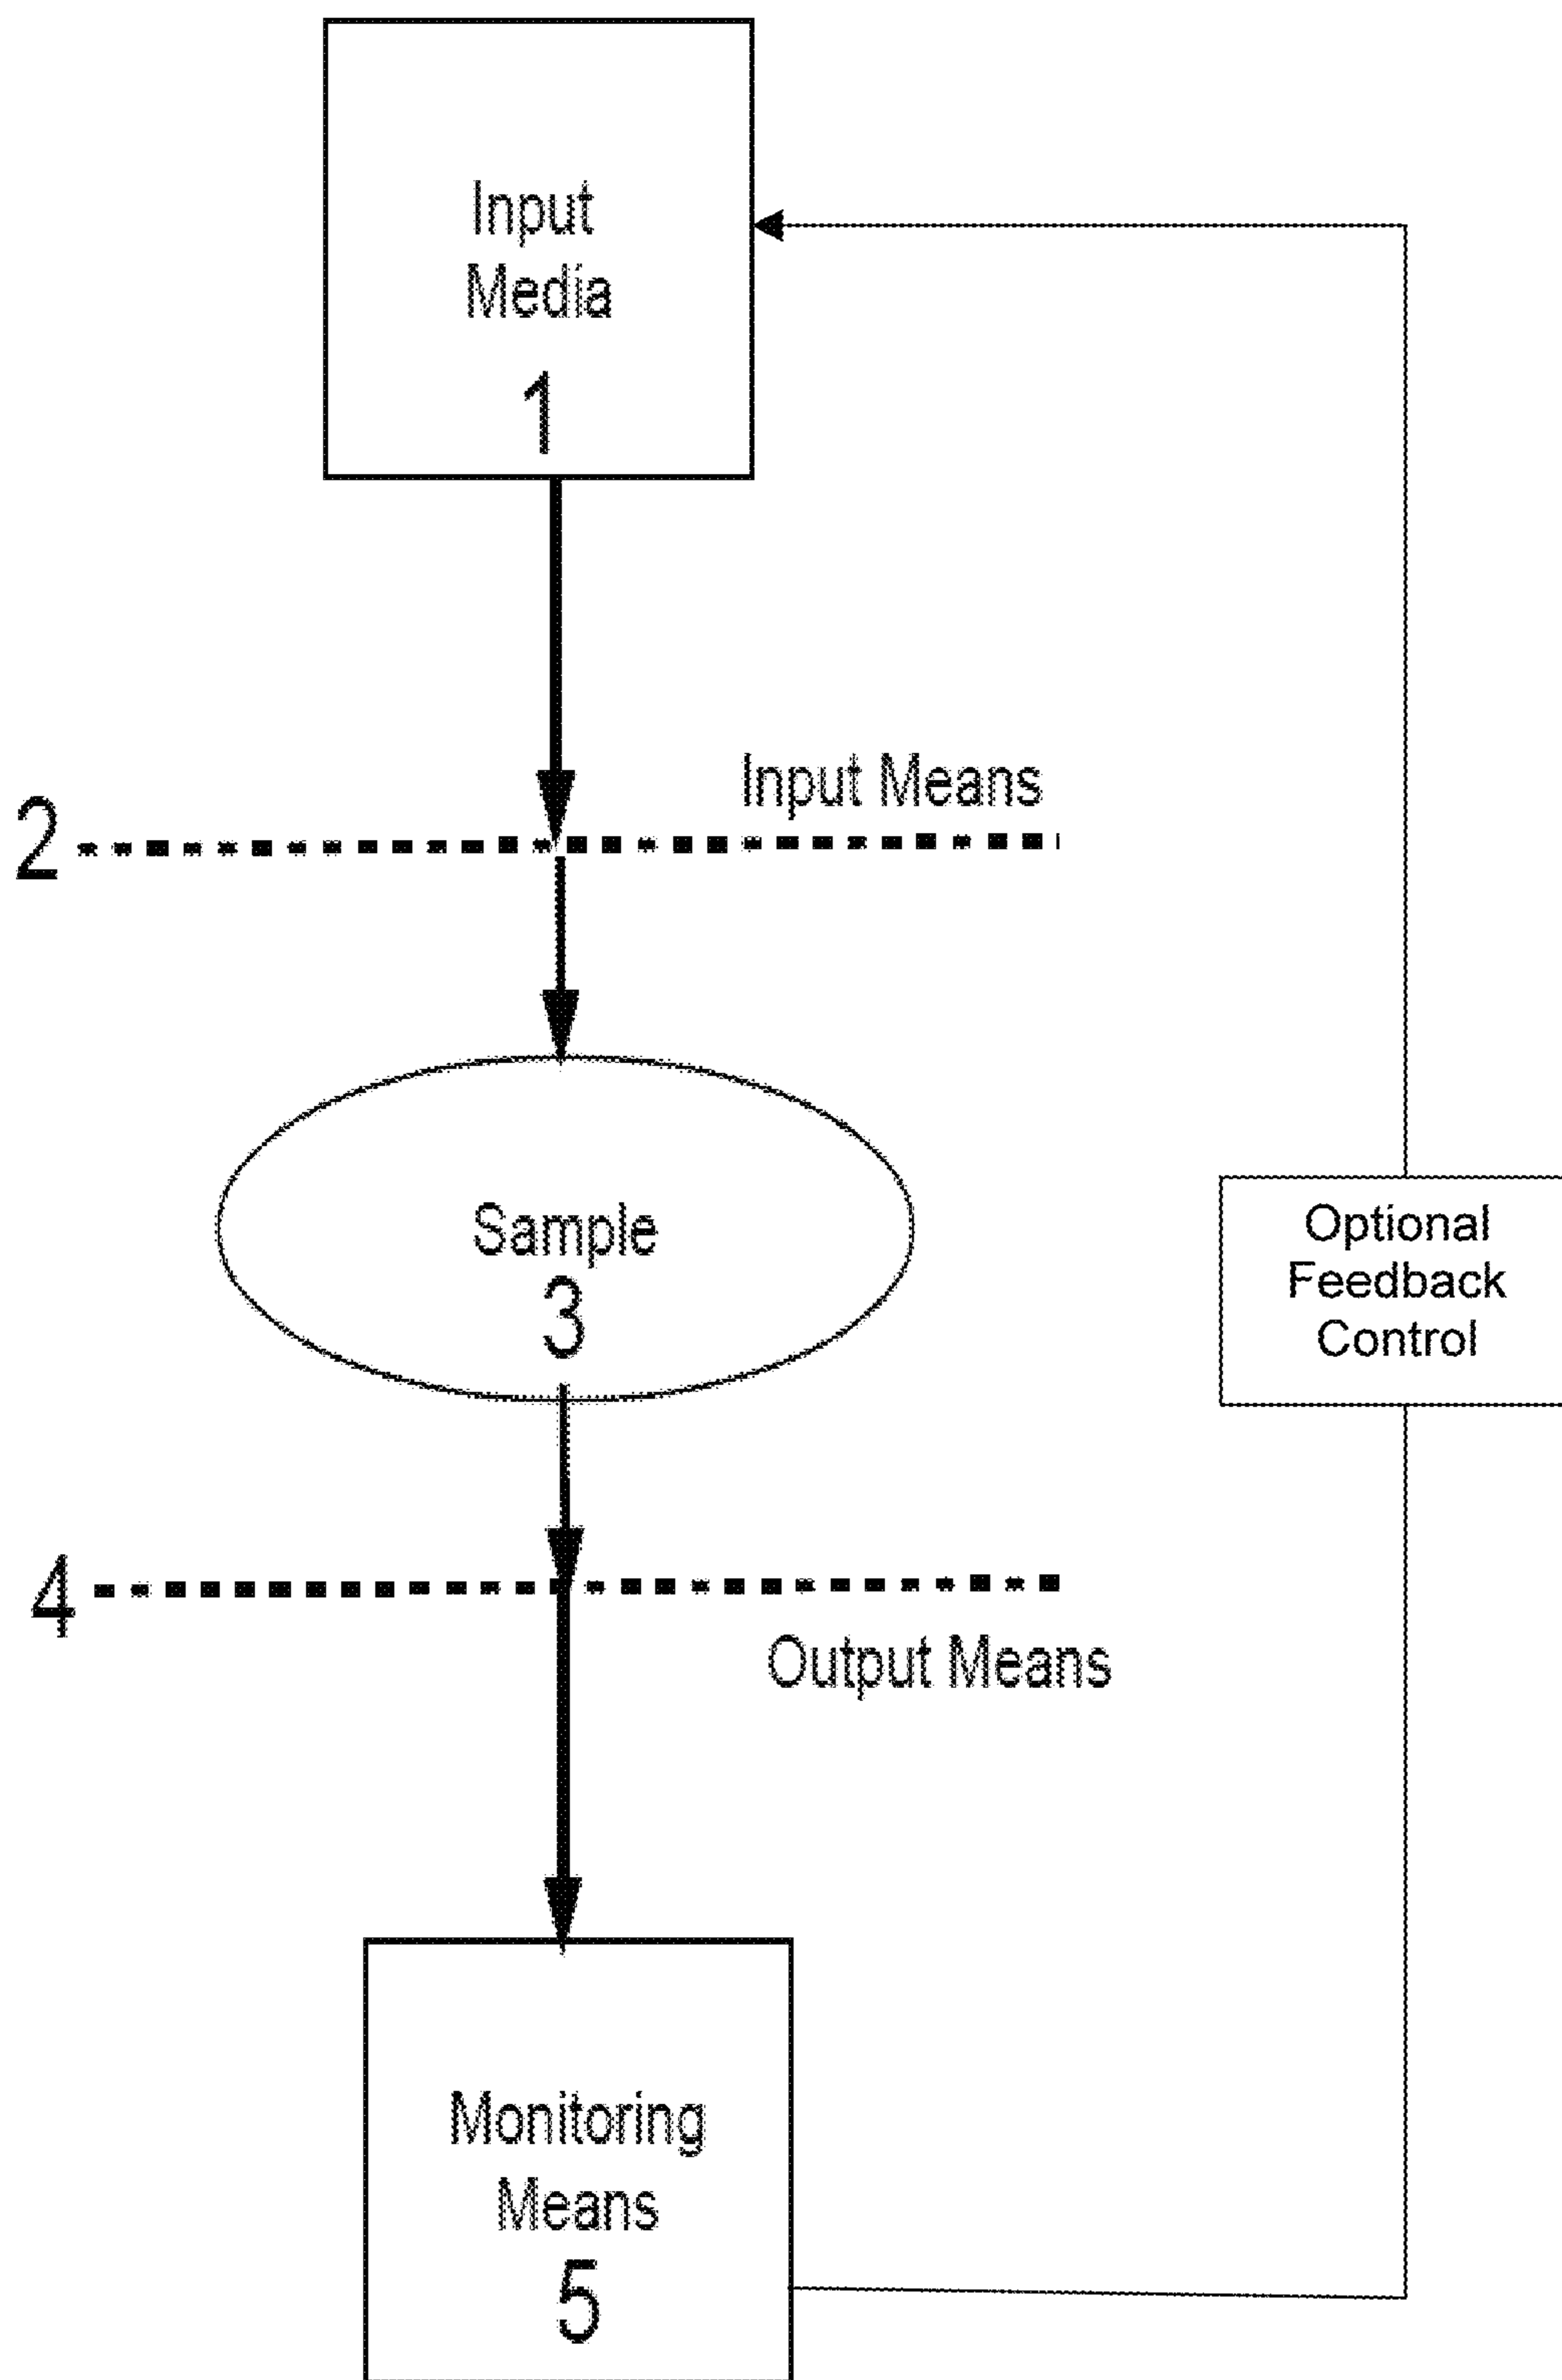 Input
Media
1
Input Means
2
Sample
3
Optional
Feedback
Control
4
Output Means
Monitoring
Means
5